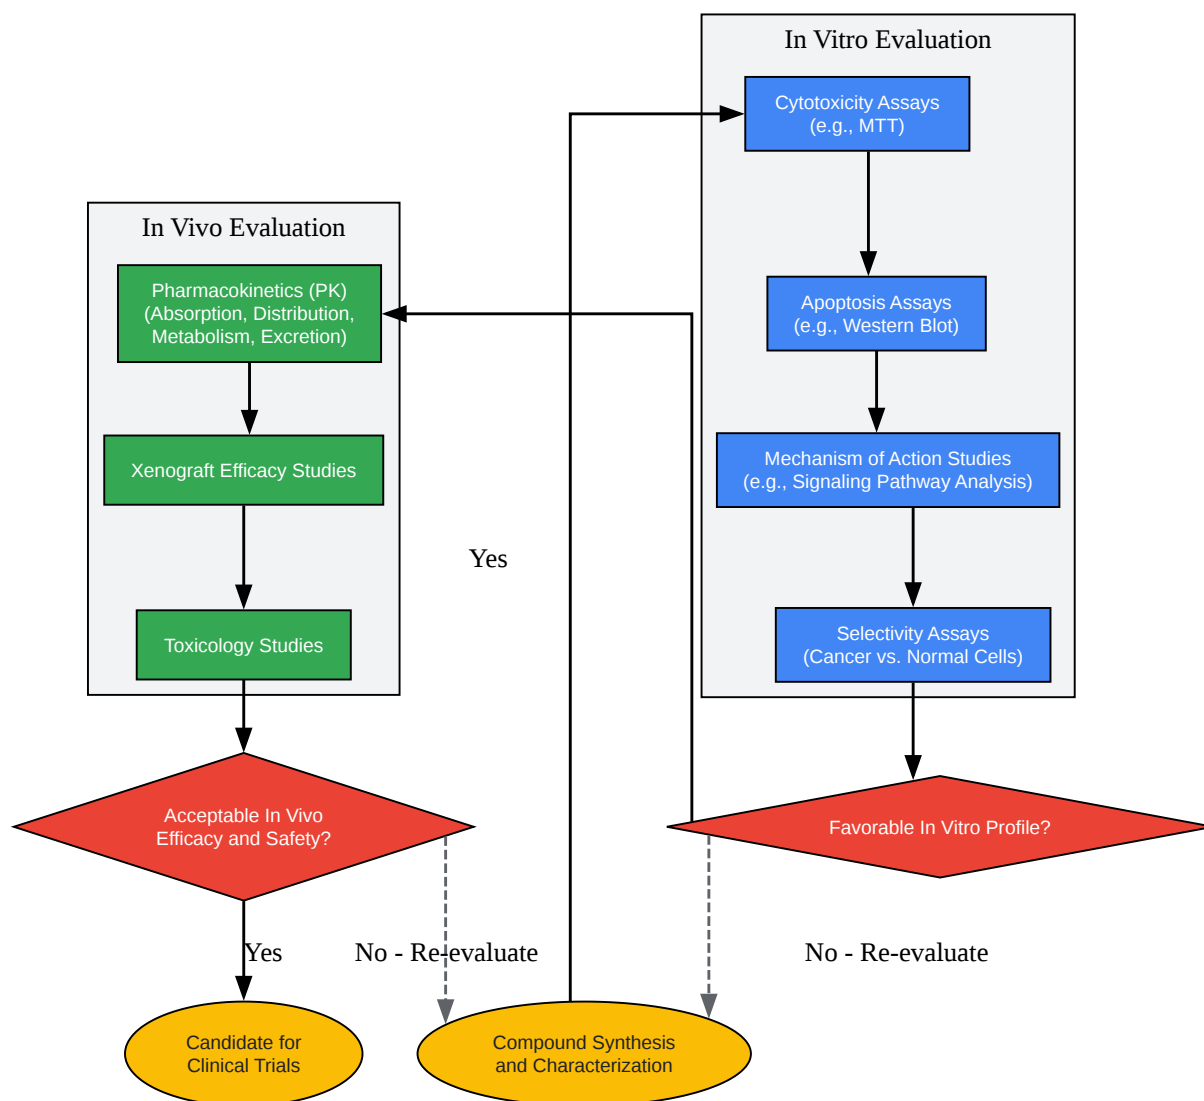 In Vitro Evaluation
Cytotoxicity Assays
(e.g., MTT)
Apoptosis Assays
(e.g., Western Blot)
Mechanism of Action Studies
(e.g., Signaling Pathway Analysis)
Selectivity Assays
(Cancer vs. Normal Cells)
Favorable In Vitro Profile?
In Vivo Evaluation
Pharmacokinetics (PK)
(Absorption, Distribution,
Metabolism, Excretion)
Xenograft Efficacy Studies
Toxicology Studies
Yes
Acceptable In Vivo
Efficacy and Safety?
Yes
No - Re-evaluate
No - Re-evaluate
Candidate for
Clinical Trials
Compound Synthesis
and Characterization